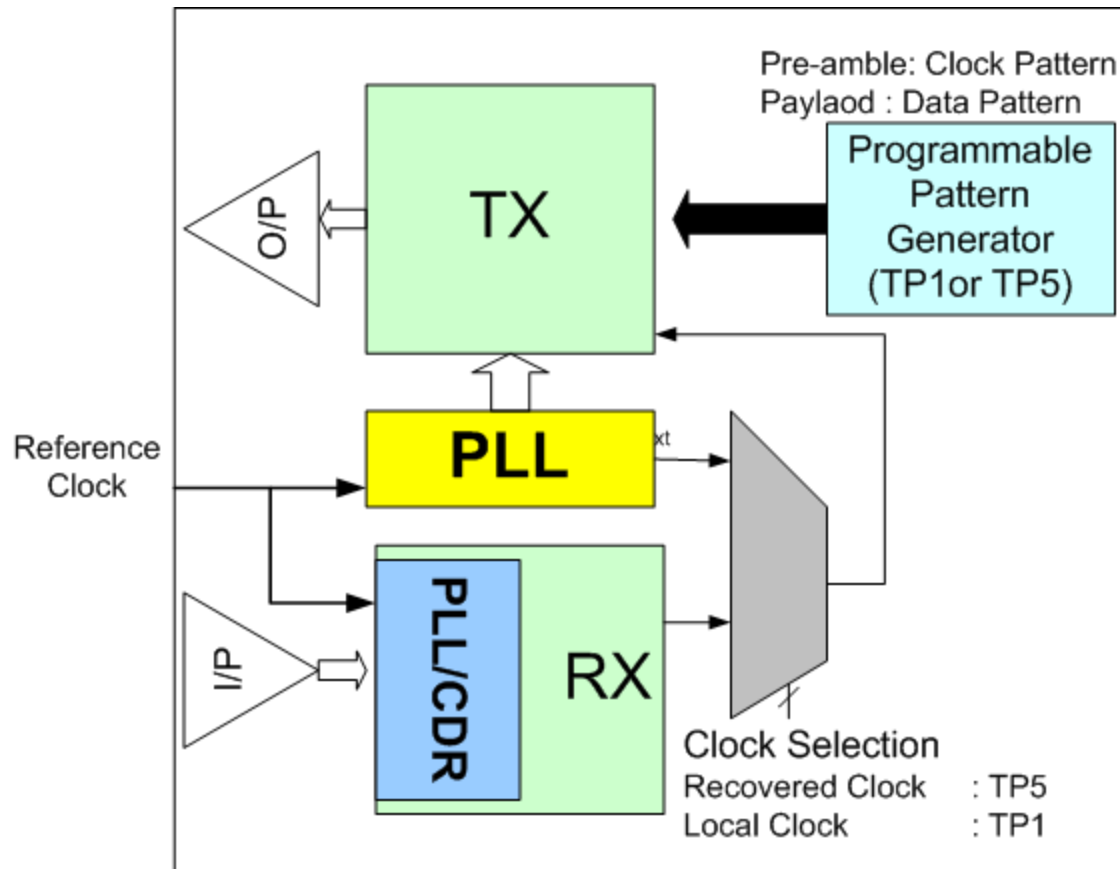 Pre-amble: Clock Pattern
Paylaod : Data Pattern
Programmable
Pattern
Generator
(TP1or TP5)
TX
O/P
PLL
xt
Reference
Clock
PLL/CDR
RX
I/P
Clock Selection
Recovered Clock : TP5
Local Clock : TP1